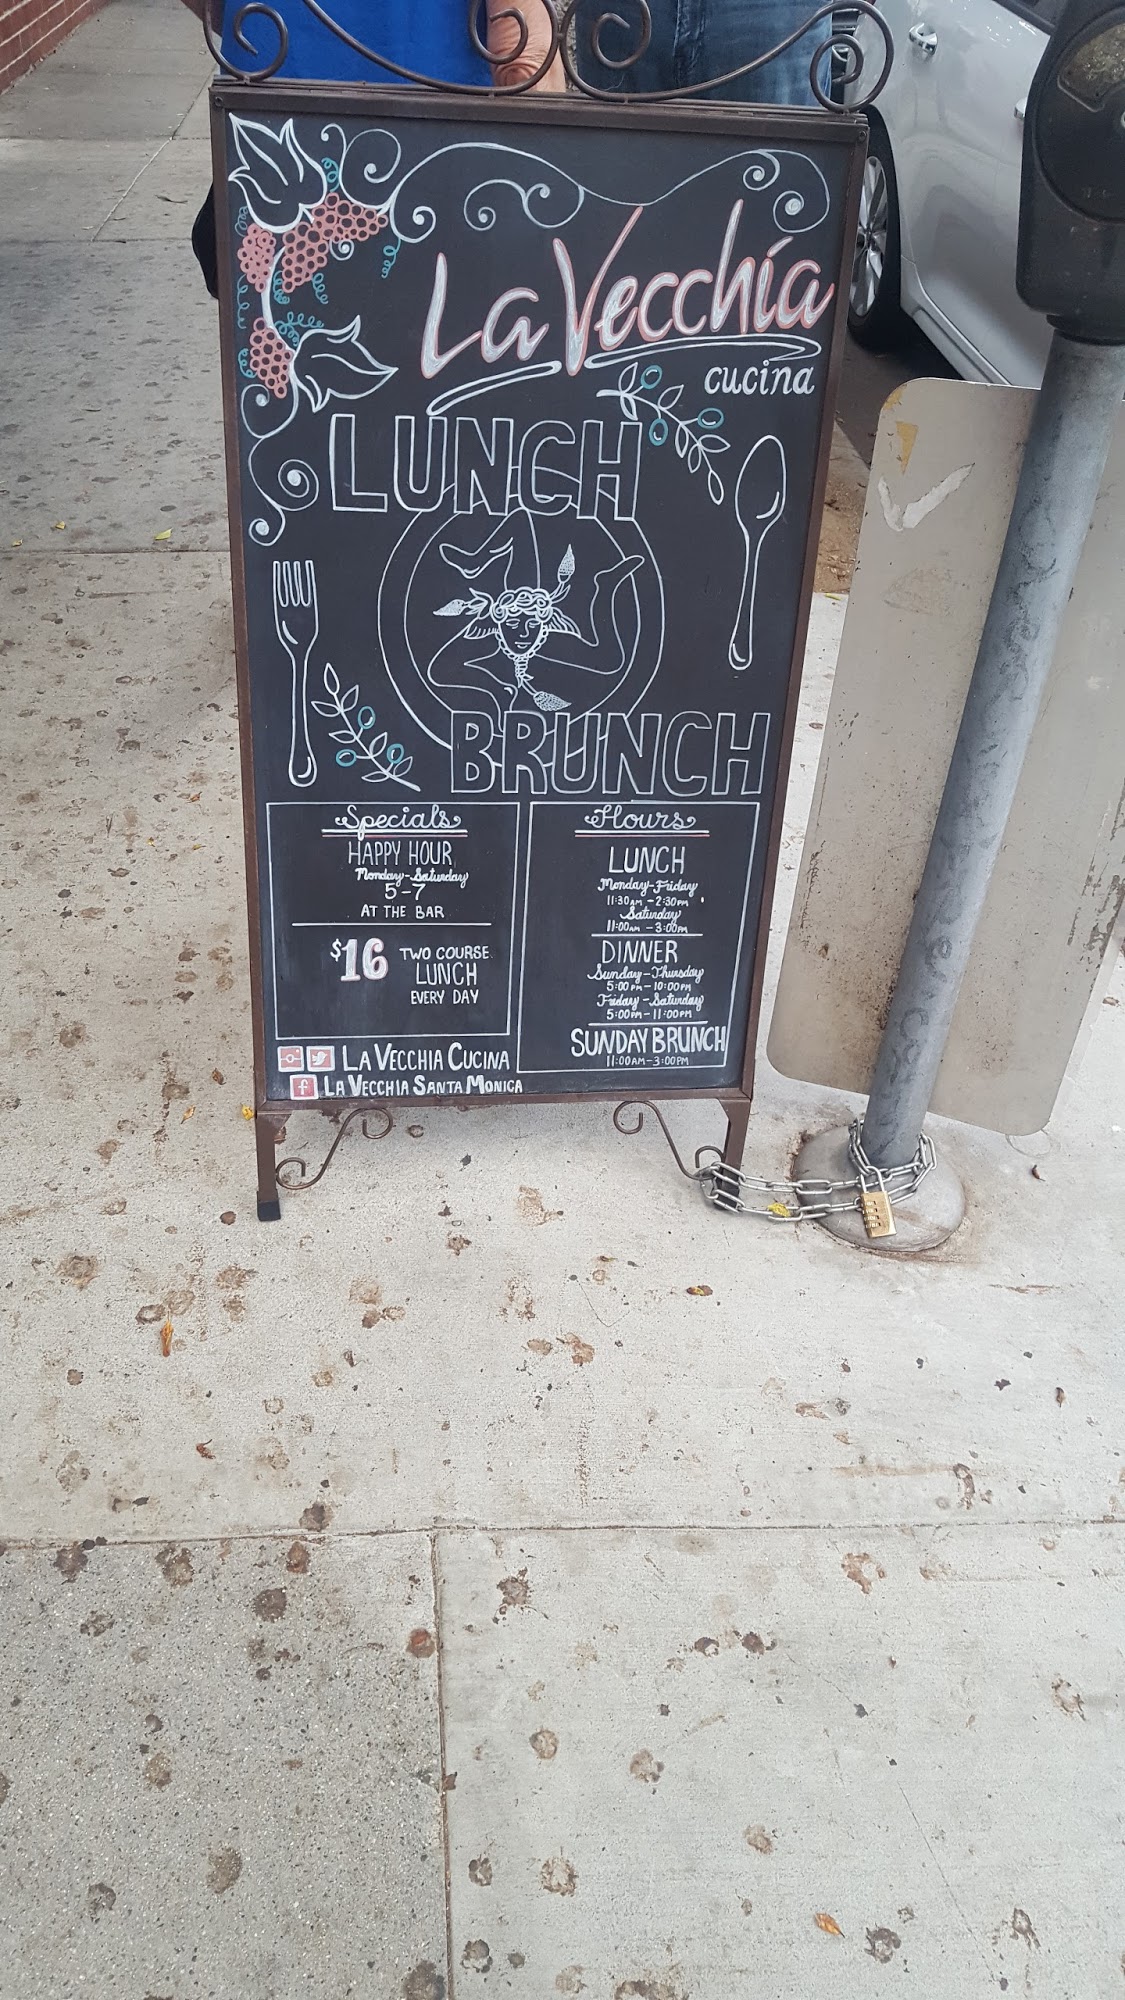 La Vecchia
cucina
LUNCH
BRUNCH
Specials
HAPPY HOUR
Monday-Saturday
5-7
AT THE BAR
$16 TWO COURSE
LUNCH
EVERY DAY
LA VECCHIA CUCINA
f LA VECCHIA SANTA MONICA
Hours
LUNCH
Monday-Friday
11:30AM-2:30PM
Saturday
11:00AM-3:00PM
DINNER
Sunday-Thursday
5:00PM-10:00PM
Friday-Saturday
5:00PM-11:00PM
SUNDAY BRUNCH
11:00AM-3:00PM